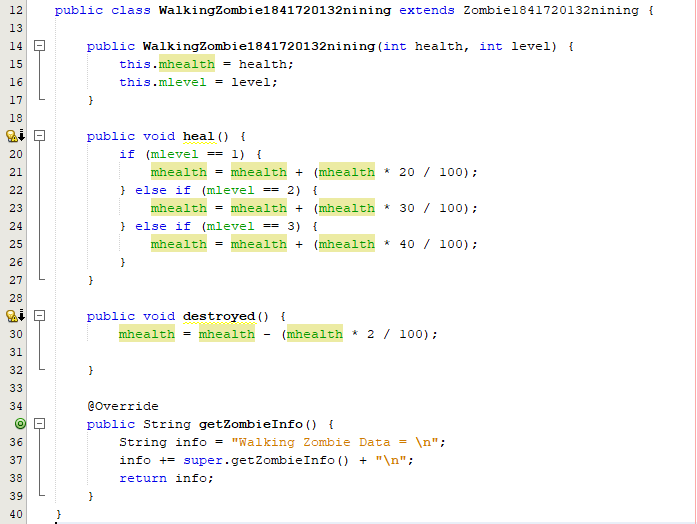 12 public class WalkingZombie1841720132nining extends Zombie1841720132nining {
13
14 public WalkingZombie1841720132nining(int health, int level) {
15 this.mhealth = health;
16 this.mlevel = level;
17 }
18
public void heal() {
20 if (mlevel == 1) {
21 mhealth = mhealth + (mhealth * 20 / 100);
22 } else if (mlevel == 2) {
23 mhealth = mhealth + (mhealth * 30 / 100);
24 } else if (mlevel == 3) {
25 mhealth = mhealth + (mhealth * 40 / 100);
26 }
27 }
28
public void destroyed() {
30 mhealth = mhealth - (mhealth * 2 / 100);
31
32 }
33
34 @Override
public String getZombieInfo() {
36 String info = "Walking Zombie Data = \n";
37 info += super.getZombieInfo() + "\n";
38 return info;
39 }
40 }